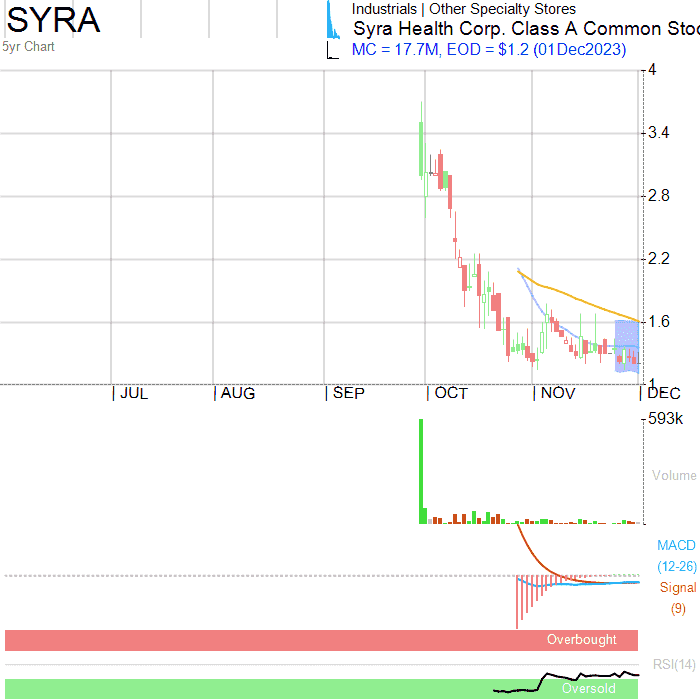 SYRA
5yr Chart
Industrials | Other Specialty Stores
Syra Health Corp. Class A Common Stoc
MC = 17.7M, EOD = $1.2 (01Dec2023)
4
3.4
2.8
2.2
1.6
1
JUL
AUG
SEP
OCT
NOV
DEC
593k
Volume
MACD
(12-26)
Signal
(9)
Overbought
RSI(14)
Oversold